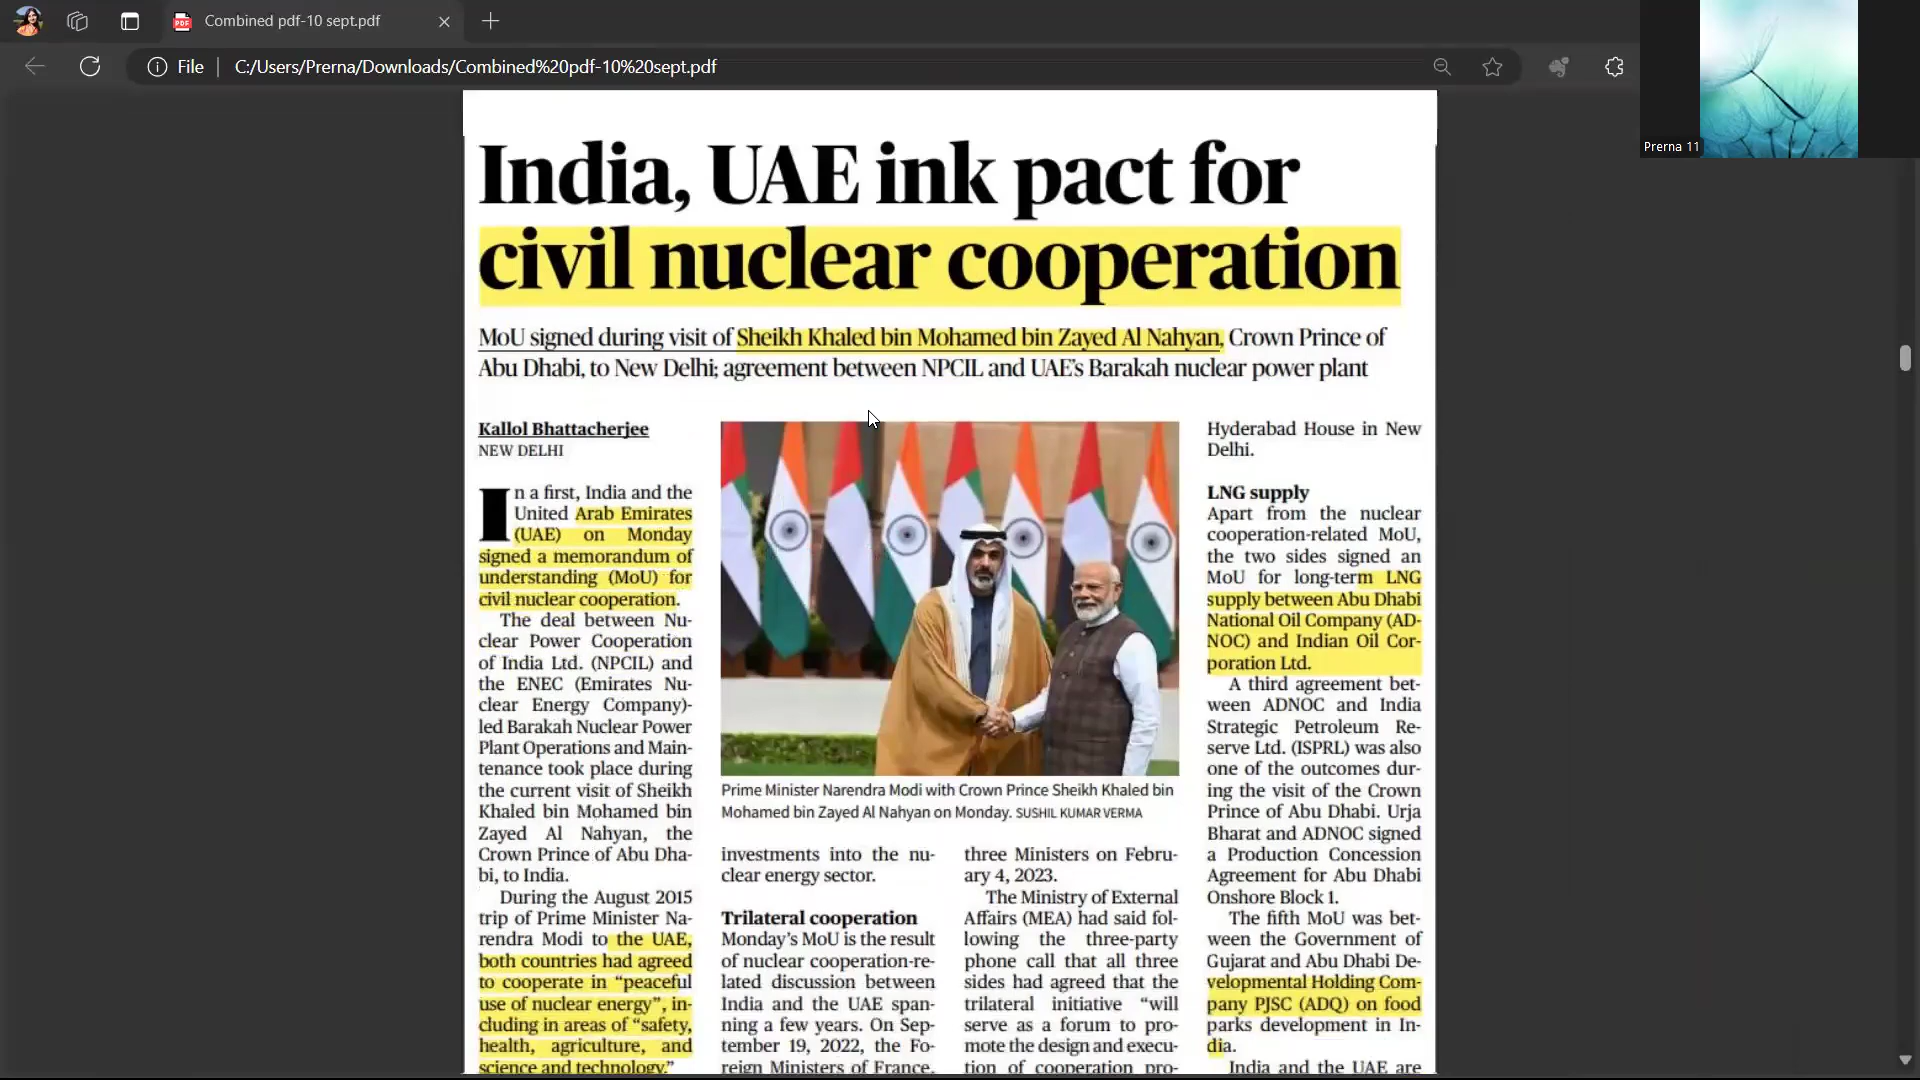 Combined pdf-10 sept.pdf
File
C:/Users/Prerna/Downloads/Combined%20pdf-10%20sept.pdf
Prerna 11
India, UAE ink pact for
civil nuclear cooperation
MoU signed during visit of Sheikh Khaled bin Mohamed bin Zayed Al Nahyan, Crown Prince of
Abu Dhabi, to New Delhi; agreement between NPCIL and UAE's Barakah nuclear power plant
Kallol Bhattacherjee
NEW DELHI
In a first, India and the
United Arab Emirates
(UAE) on Monday
signed a memorandum of
understanding (MoU) for
civil nuclear cooperation.
The deal between Nu-
clear Power Cooperation
of India Ltd. (NPCIL) and
the ENEC (Emirates Nu-
clear Energy Company)-
led Barakah Nuclear Power
Plant Operations and Main-
tenance took place during
the current visit of Sheikh
Khaled bin Mohamed bin
Zayed Al Nahyan, the
Crown Prince of Abu Dha-
bi, to India.
During the August 2015
trip of Prime Minister Na-
rendra Modi to the UAE,
both countries had agreed
to cooperate in "peaceful
use of nuclear energy", in-
cluding in areas of "safety,
health, agriculture, and
science and technology."
Prime Minister Narendra Modi with Crown Prince Sheikh Khaled bin
Mohamed bin Zayed Al Nahyan on Monday. SUSHIL KUMAR VERMA
investments into the nu-
clear energy sector.
Trilateral cooperation
Monday's MoU is the result
of nuclear cooperation-re-
lated discussion between
India and the UAE span-
ning a few years. On Sep-
tember 19, 2022, the Fo-
reign Ministers of France,
three Ministers on Febru-
ary 4, 2023.
The Ministry of External
Affairs (MEA) had said fol-
lowing the three-party
phone call that all three
sides had agreed that the
trilateral initiative "will
serve as a forum to pro-
mote the design and execu-
tion of cooperation pro-
Hyderabad House in New
Delhi.
LNG supply
Apart from the nuclear
cooperation-related MoU,
the two sides signed an
MoU for long-term LNG
supply between Abu Dhabi
National Oil Company (AD-
NOC) and Indian Oil Cor-
poration Ltd.
A third agreement bet-
ween ADNOC and India
Strategic Petroleum Re-
serve Ltd. (ISPRL) was also
one of the outcomes dur-
ing the visit of the Crown
Prince of Abu Dhabi. Urja
Bharat and ADNOC signed
a Production Concession
Agreement for Abu Dhabi
Onshore Block 1.
The fifth MoU was bet-
ween the Government of
Gujarat and Abu Dhabi De-
velopmental Holding Com-
pany PJSC (ADQ) on food
parks development in In-
dia.
India and the UAE are